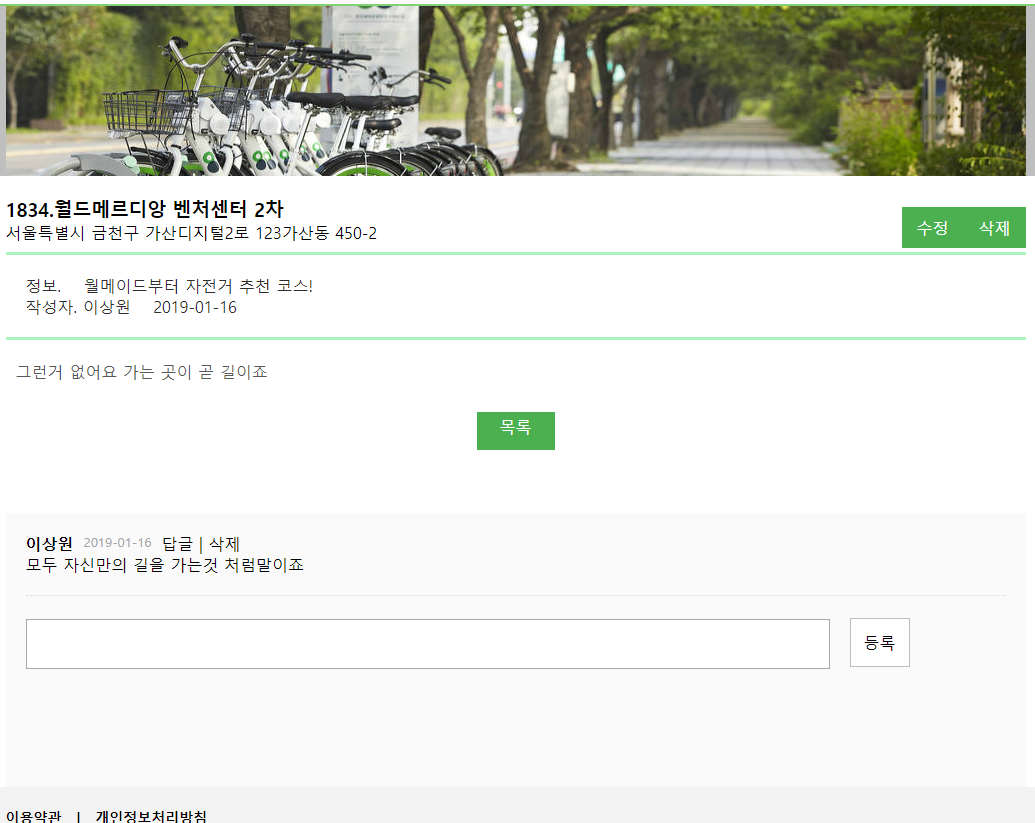 1834.월드메르디앙 벤처센터 2차
서울특별시 금천구 가산디지털2로 123가산동 450-2
수정 삭제
정보. 월메이드부터 자전거 추천 코스!
작성자. 이상원 2019-01-16
그런거 없어요 가는 곳이 곧 길이죠
목록
이상원 2019-01-16 답글 | 삭제
모두 자신만의 길을 가는것 처럼말이죠
등록
이용약관 | 개인정보처리방침